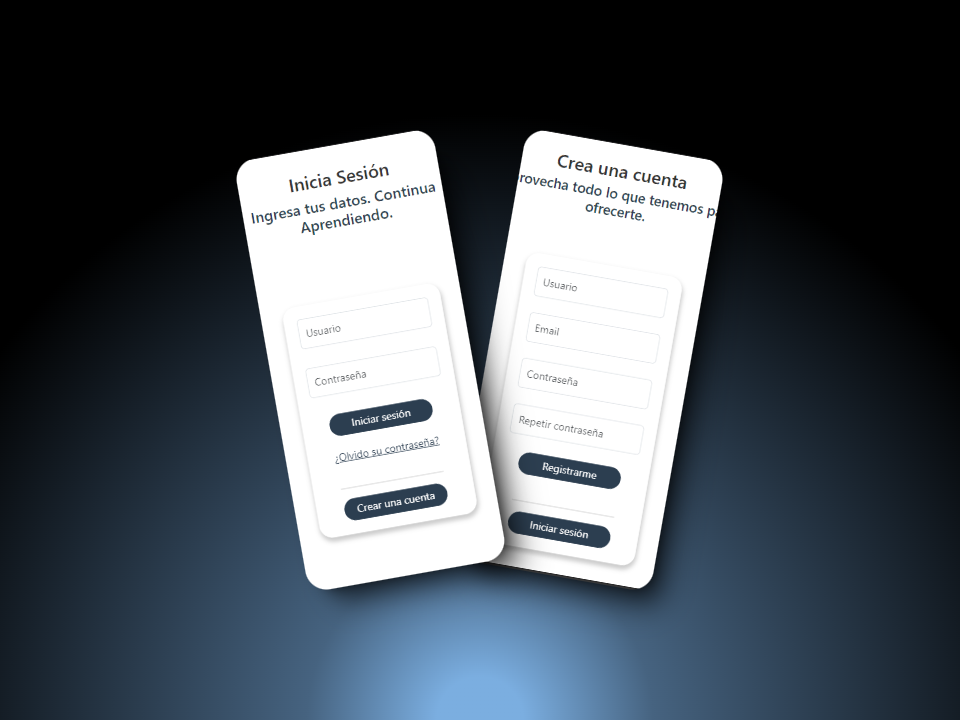 Inicia Sesión
Ingresa tus datos. Continua
Aprendiendo.
Usuario
Contraseña
Iniciar sesión
¿Olvido su contraseña?
Crear una cuenta
Crea una cuenta
rovecha todo lo que tenemos pa
ofrecerte.
Usuario
Email
Contraseña
Repetir contraseña
Registrarme
Iniciar sesión